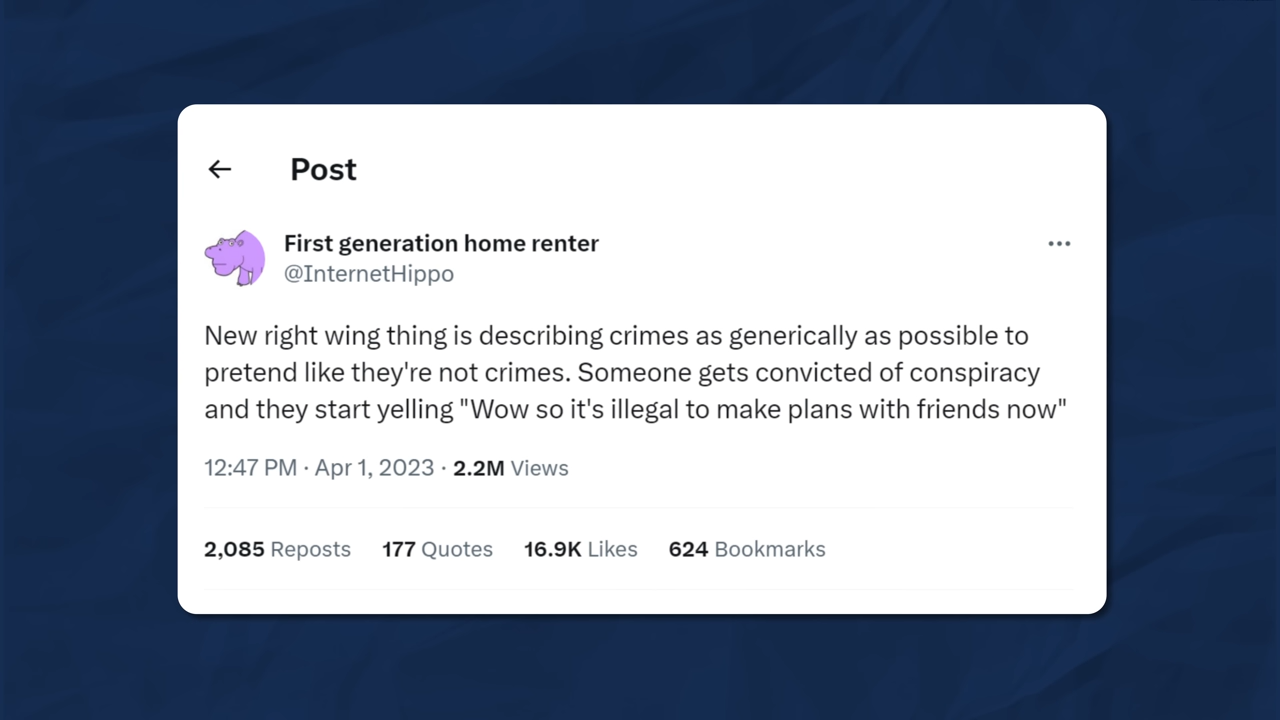 Post
First generation home renter
@InternetHippo
New right wing thing is describing crimes as generically as possible to
pretend like they're not crimes. Someone gets convicted of conspiracy
and they start yelling "Wow so it's illegal to make plans with friends now"
12:47 PM · Apr 1, 2023 · 2.2M Views
2,085 Reposts 177 Quotes 16.9K Likes 624 Bookmarks